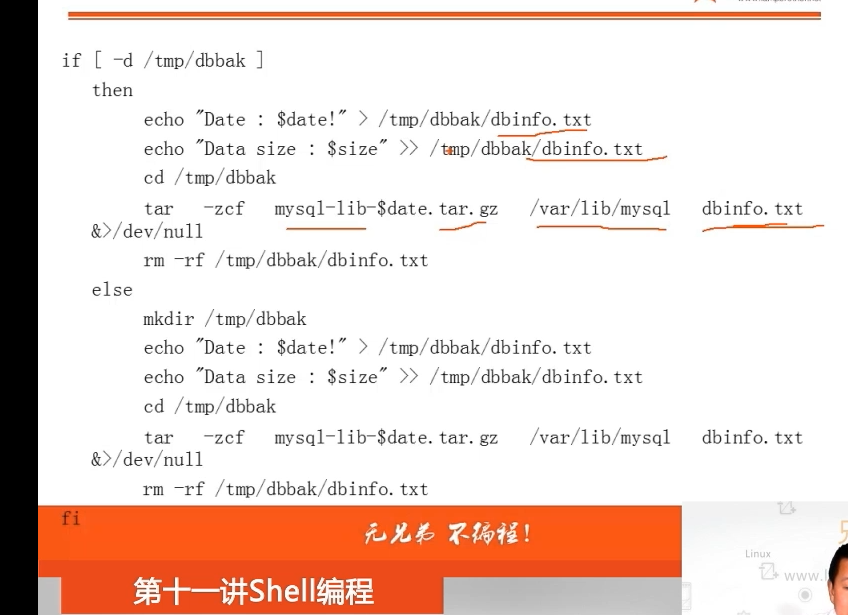 if [ -d /tmp/dbbak ]
then
echo "Date : $date!" > /tmp/dbbak/dbinfo.txt
echo "Data size : $size" >> /tmp/dbbak/dbinfo.txt
cd /tmp/dbbak
tar -zcf mysql-lib-$date.tar.gz /var/lib/mysql dbinfo.txt
&>/dev/null
rm -rf /tmp/dbbak/dbinfo.txt
else
mkdir /tmp/dbbak
echo "Date : $date!" > /tmp/dbbak/dbinfo.txt
echo "Data size : $size" >> /tmp/dbbak/dbinfo.txt
cd /tmp/dbbak
tar -zcf mysql-lib-$date.tar.gz /var/lib/mysql dbinfo.txt
&>/dev/null
rm -rf /tmp/dbbak/dbinfo.txt
fi
无兄弟 不编程!
Linux
www.
第十一讲Shell编程